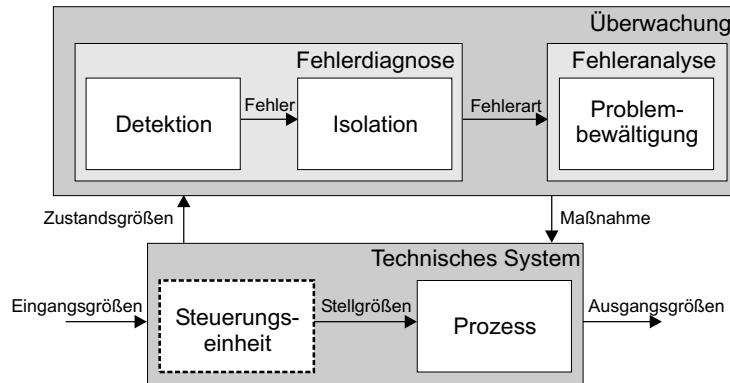 Überwachung
Fehlerdiagnose
Fehleranalyse
Detektion
Fehler
Isolation
Fehlerart
Problem-
bewältigung
Zustandsgrößen
Maßnahme
Technisches System
Eingangsgrößen
Steuerungs-
einheit
Stellgrößen
Prozess
Ausgangsgrößen